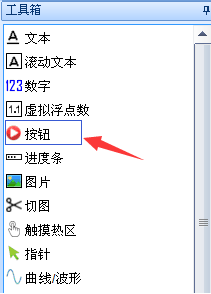 工具箱
A 文本
A 滚动文本
123 数字
1.1 虚拟浮点数
按钮
进度条
图片
切图
触摸热区
指针
曲线/波形